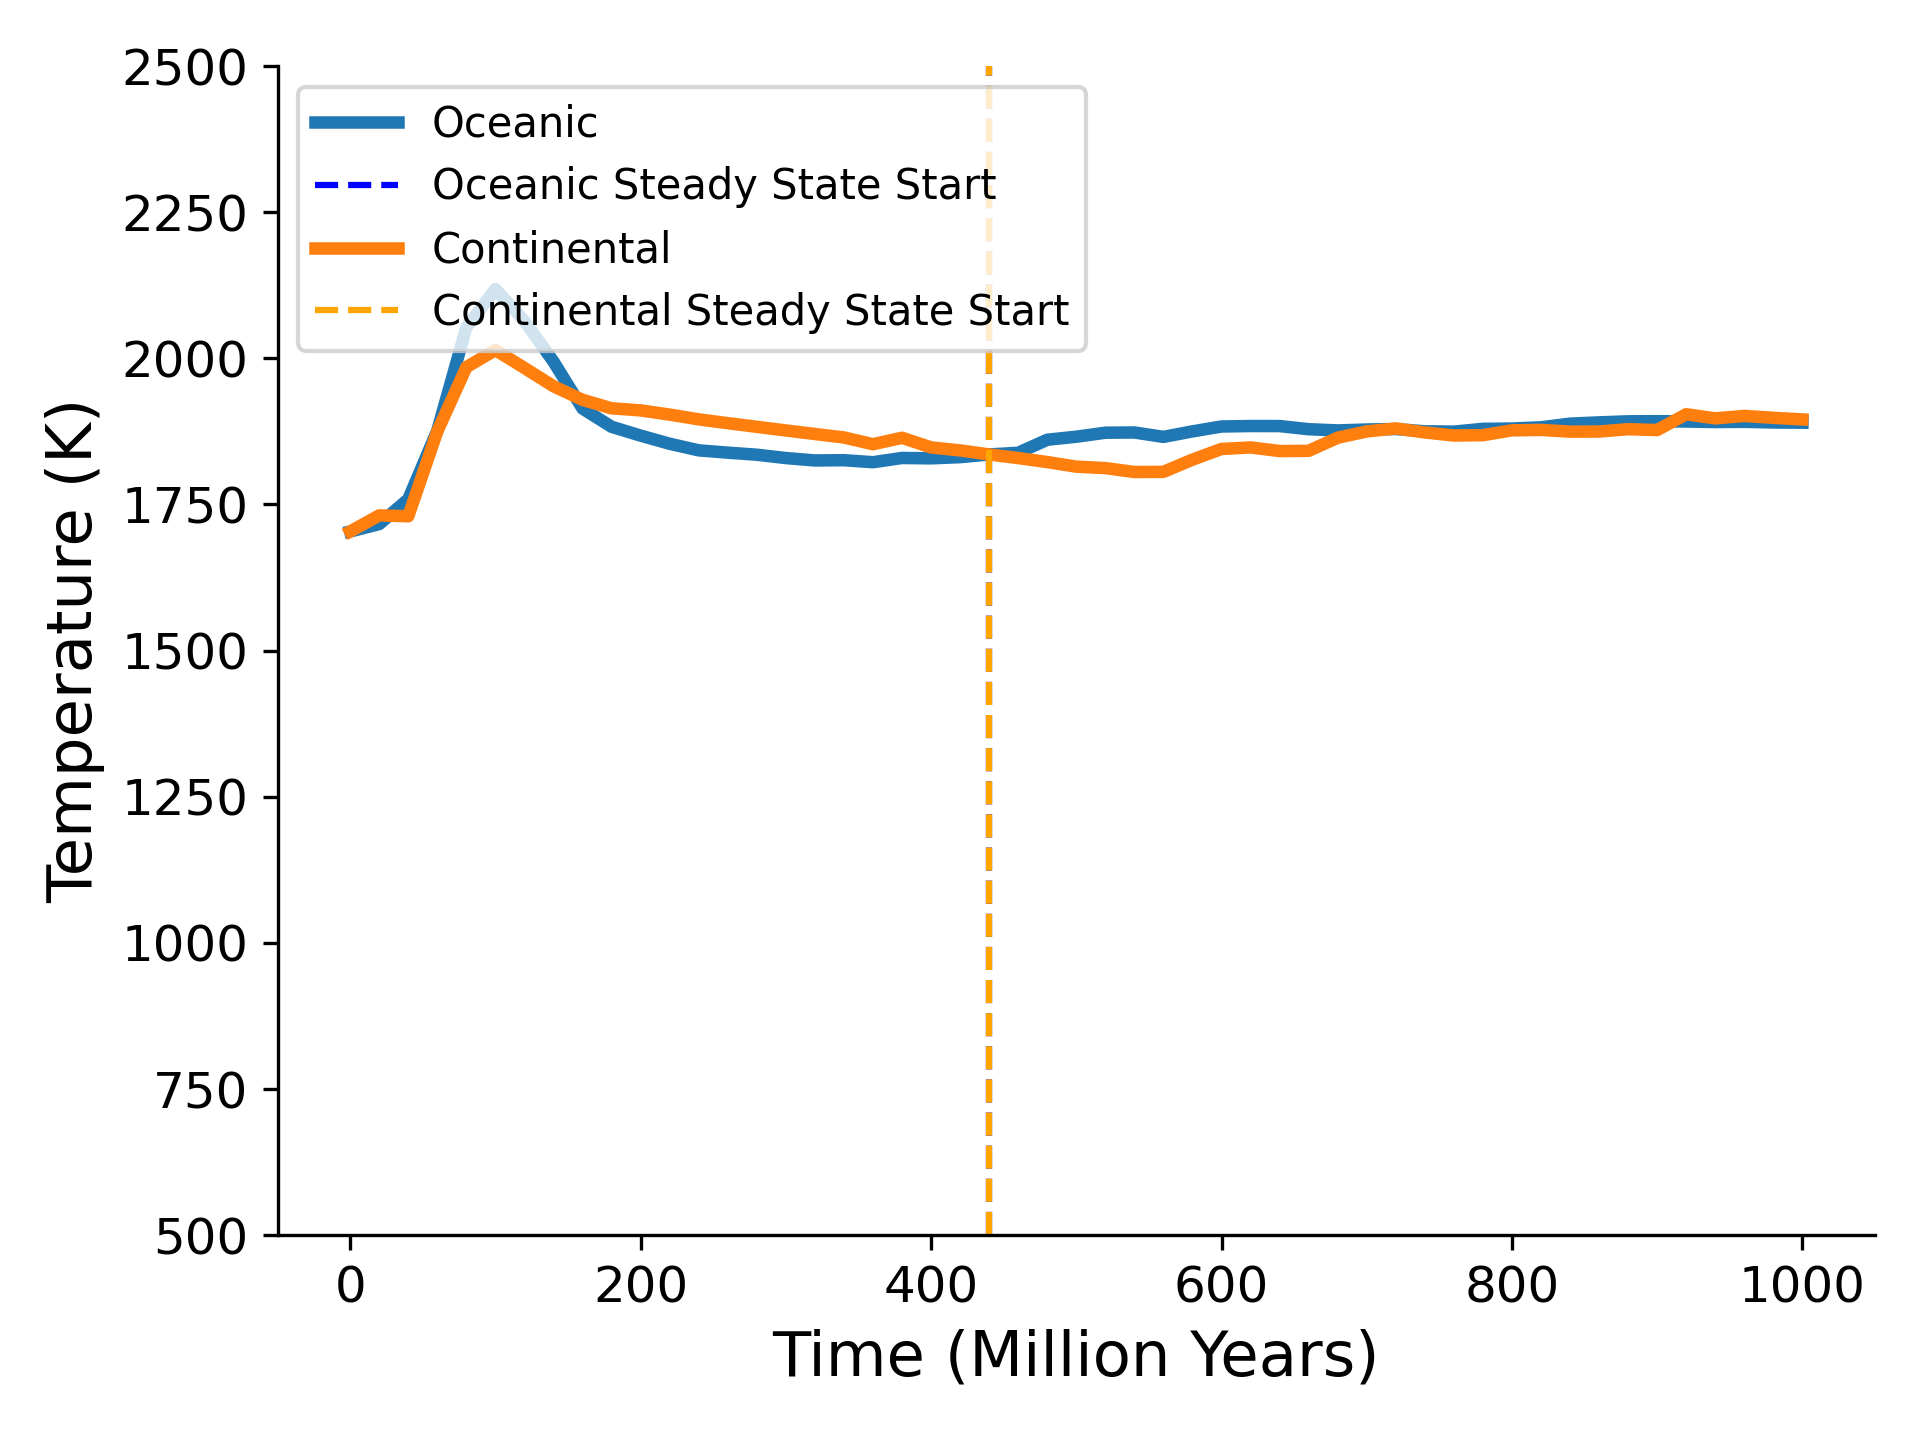 2500
2250
2000
1750
1500
1250
1000
750
500
Temperature (K)
Oceanic
Oceanic Steady State Start
Continental
Continental Steady State Start
0 200 400 600 800 1000
Time (Million Years)